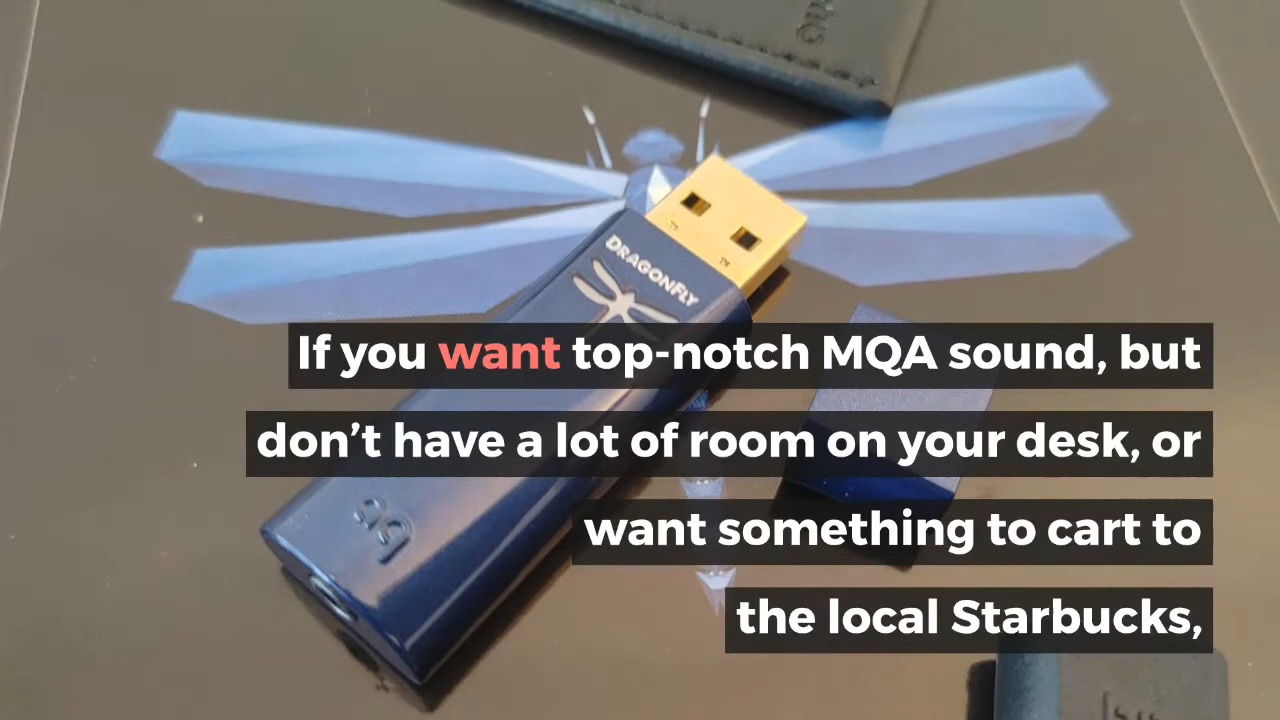 DRAGONFLY
If you want top-notch MQA sound, but
don’t have a lot of room on your desk, or
want something to cart to
the local Starbucks,